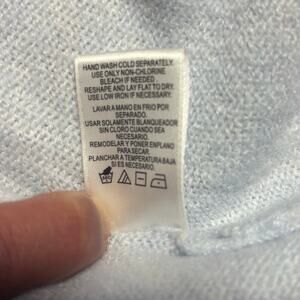 HAND WASH COLD SEPARATELY.
USE ONLY NON-CHLORINE
BLEACH IF NEEDED.
RESHAPE AND LAY FLAT TO DRY.
USE LOW IRON IF NECESSARY.
LAVAR A MANO EN FRIO POR
SEPARADO.
USAR SOLAMENTE BLANQUEADOR
SIN CLORO CUANDO SEA
NECESARIO.
REMODELAR Y PONER EN PLANO
PARA SECAR.
PLANCHAR A TEMPERATURA BAJA
SI ES NECESARIO.